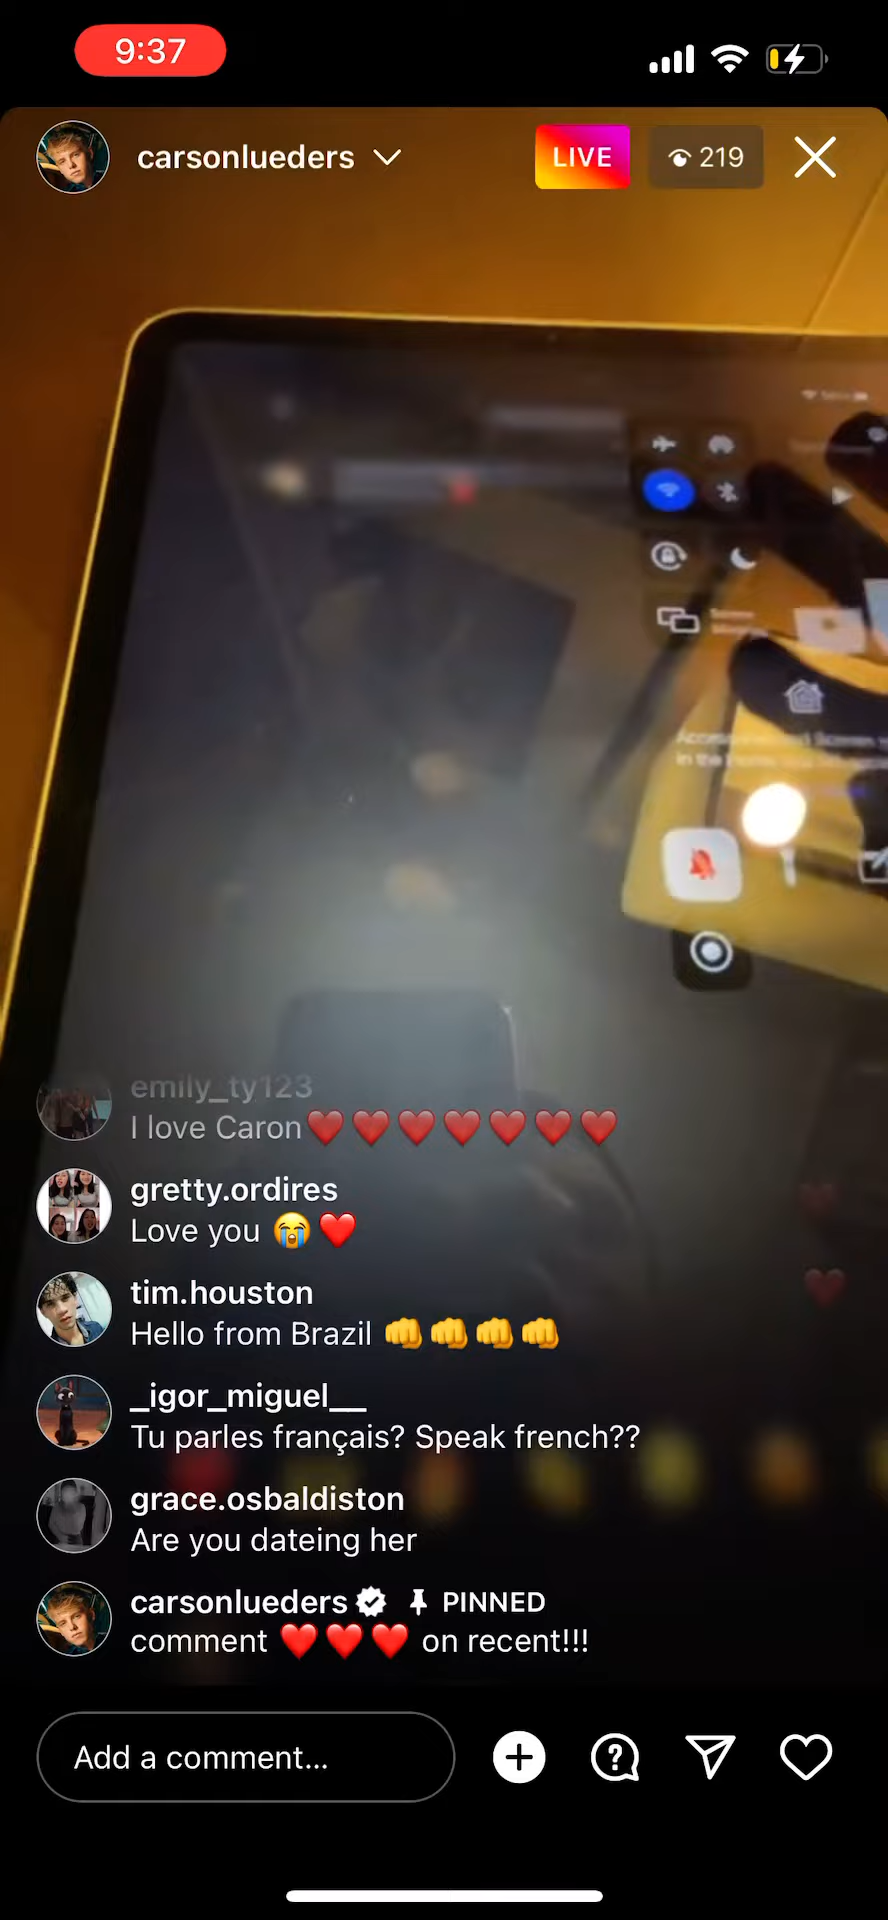 9:37
carsonlueders
LIVE
219
emily_ty123
I love Caron❤️❤️❤️❤️❤️❤️❤️
gretty.ordires
Love you 😭❤️
tim.houston
Hello from Brazil 👊👊👊👊
_igor_miguel__
Tu parles français? Speak french??
grace.osbaldiston
Are you dateing her
carsonlueders PINNED
comment ❤️❤️❤️ on recent!!!
Add a comment...